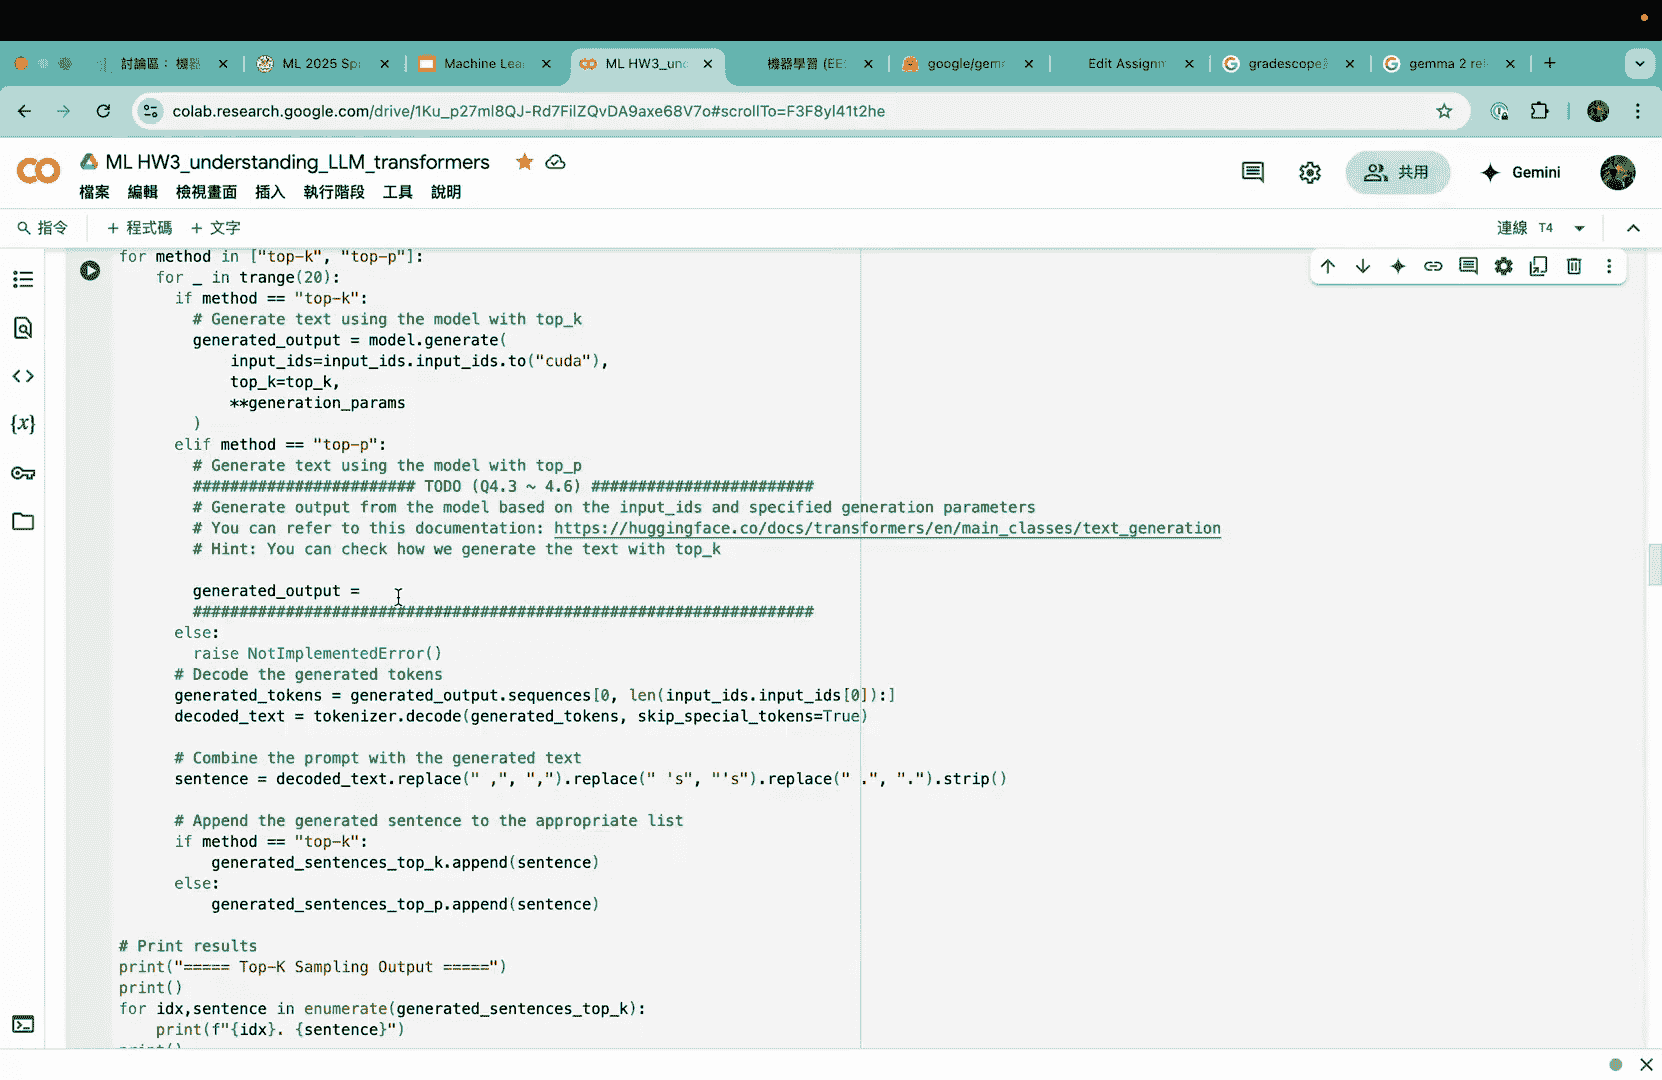 討論區： 機器
ML 2025 Sp
Machine Lea
ML HW3_und
機器學習 (EE
google/gemm
Edit Assignm
gradescope
gemma 2 rel
colab.research.google.com/drive/1Ku_p27ml8QJ-Rd7FilZQvDA9axe68V7o#scrollTo=F3F8yl41t2he
ML HW3_understanding_LLM_transformers
檔案 編輯 檢視畫面 插入 執行階段 工具 說明
共用
Gemini
指令 + 程式碼 + 文字
連線 T4
for method in ["top-k", "top-p"]:
for _ in trange(20):
if method == "top-k":
# Generate text using the model with top_k
generated_output = model.generate(
input_ids=input_ids.input_ids.to("cuda"),
top_k=top_k,
**generation_params
)
elif method == "top-p":
# Generate text using the model with top_p
######################## TODO (Q4.3 ~ 4.6) ########################
# Generate output from the model based on the input_ids and specified generation parameters
# You can refer to this documentation: https://huggingface.co/docs/transformers/en/main_classes/text_generation
# Hint: You can check how we generate the text with top_k
generated_output =
###################################################################
else:
raise NotImplementedError()
# Decode the generated tokens
generated_tokens = generated_output.sequences[0, len(input_ids.input_ids[0]):]
decoded_text = tokenizer.decode(generated_tokens, skip_special_tokens=True)
# Combine the prompt with the generated text
sentence = decoded_text.replace(" ,", ",").replace(" 's", "'s").replace(" .", ".").strip()
# Append the generated sentence to the appropriate list
if method == "top-k":
generated_sentences_top_k.append(sentence)
else:
generated_sentences_top_p.append(sentence)
# Print results
print("===== Top-K Sampling Output =====")
print()
for idx,sentence in enumerate(generated_sentences_top_k):
print(f"{idx}. {sentence}")
print()